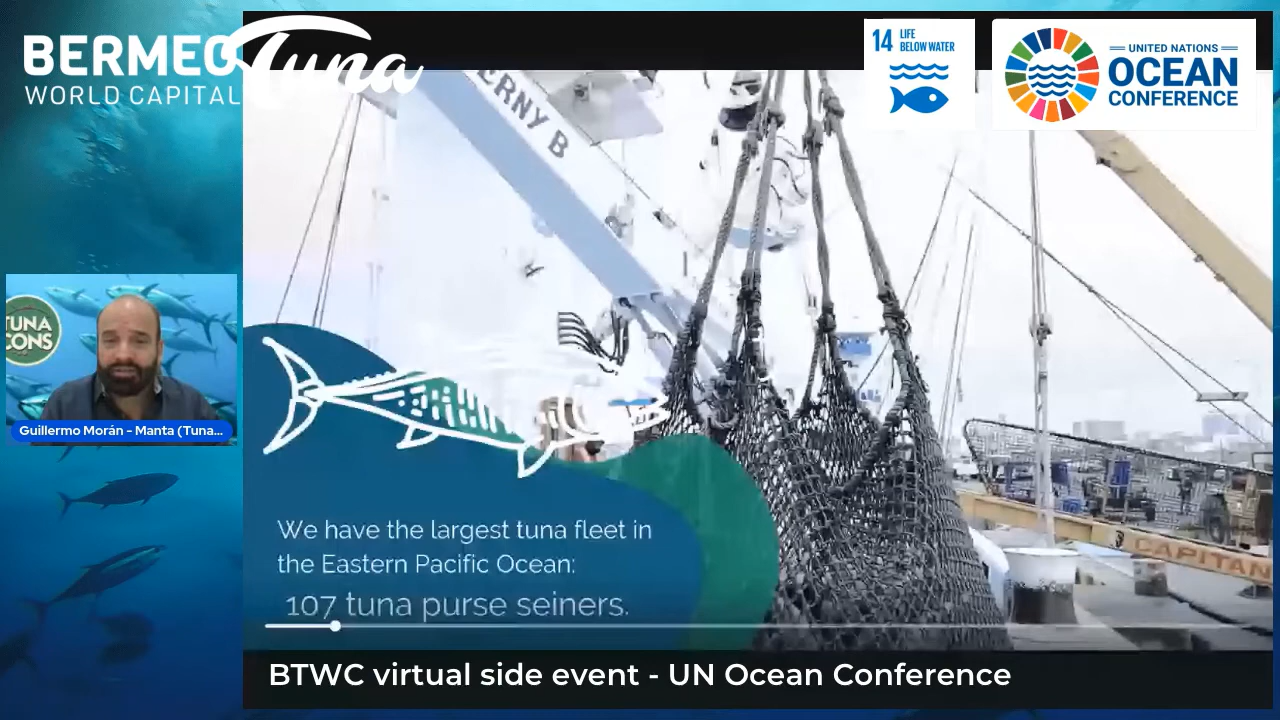 BERMEO Tuna
WORLD CAPITAL
14 LIFE
BELOW WATER
UNITED NATIONS
OCEAN
CONFERENCE
ERNY B
TUNA
CONS
Guillermo Morán - Manta (Tuna...
We have the largest tuna fleet in
the Eastern Pacific Ocean:
107 tuna purse seiners.
CAPITAN
BTWC virtual side event - UN Ocean Conference